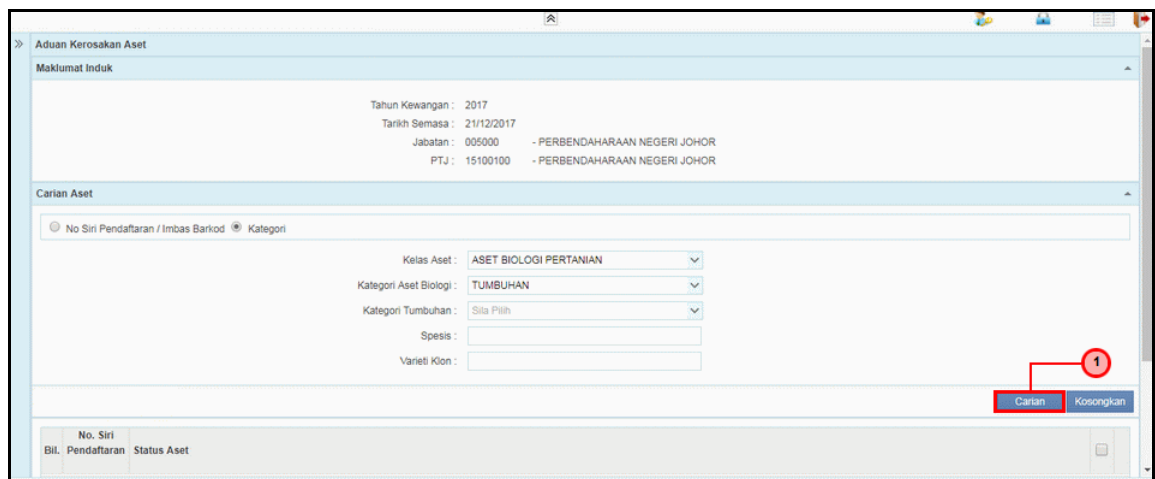 Aduan Kerosakan Aset
Maklumat Induk
Tahun Kewangan : 2017
Tarikh Semasa : 21/12/2017
Jabatan : 005000 - PERBENDAHARAAN NEGERI JOHOR
PTJ : 15100100 - PERBENDAHARAAN NEGERI JOHOR
Carian Aset
No Siri Pendaftaran / Imbas Barkod Kategori
Kelas Aset : ASET BIOLOGI PERTANIAN
Kategori Aset Biologi : TUMBUHAN
Kategori Tumbuhan : Sila Pilih
Spesis :
Varieti Klon :
1
Carian Kosongkan
Bil. No. Siri Pendaftaran Status Aset